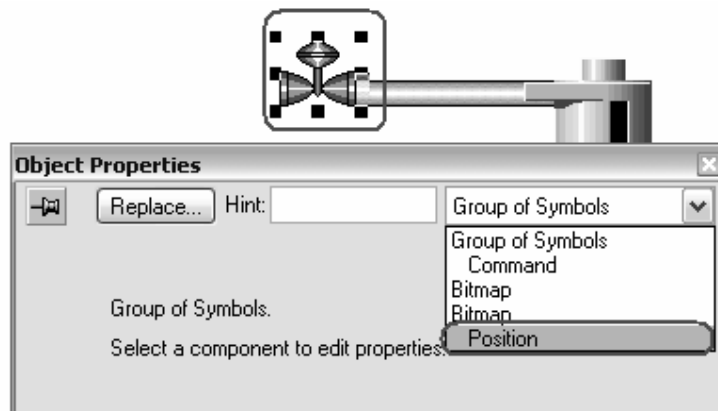 Object Properties
Replace... Hint: Group of Symbols
Group of Symbols
Command
Bitmap
Bitmap
Position
Group of Symbols.
Select a component to edit properties.